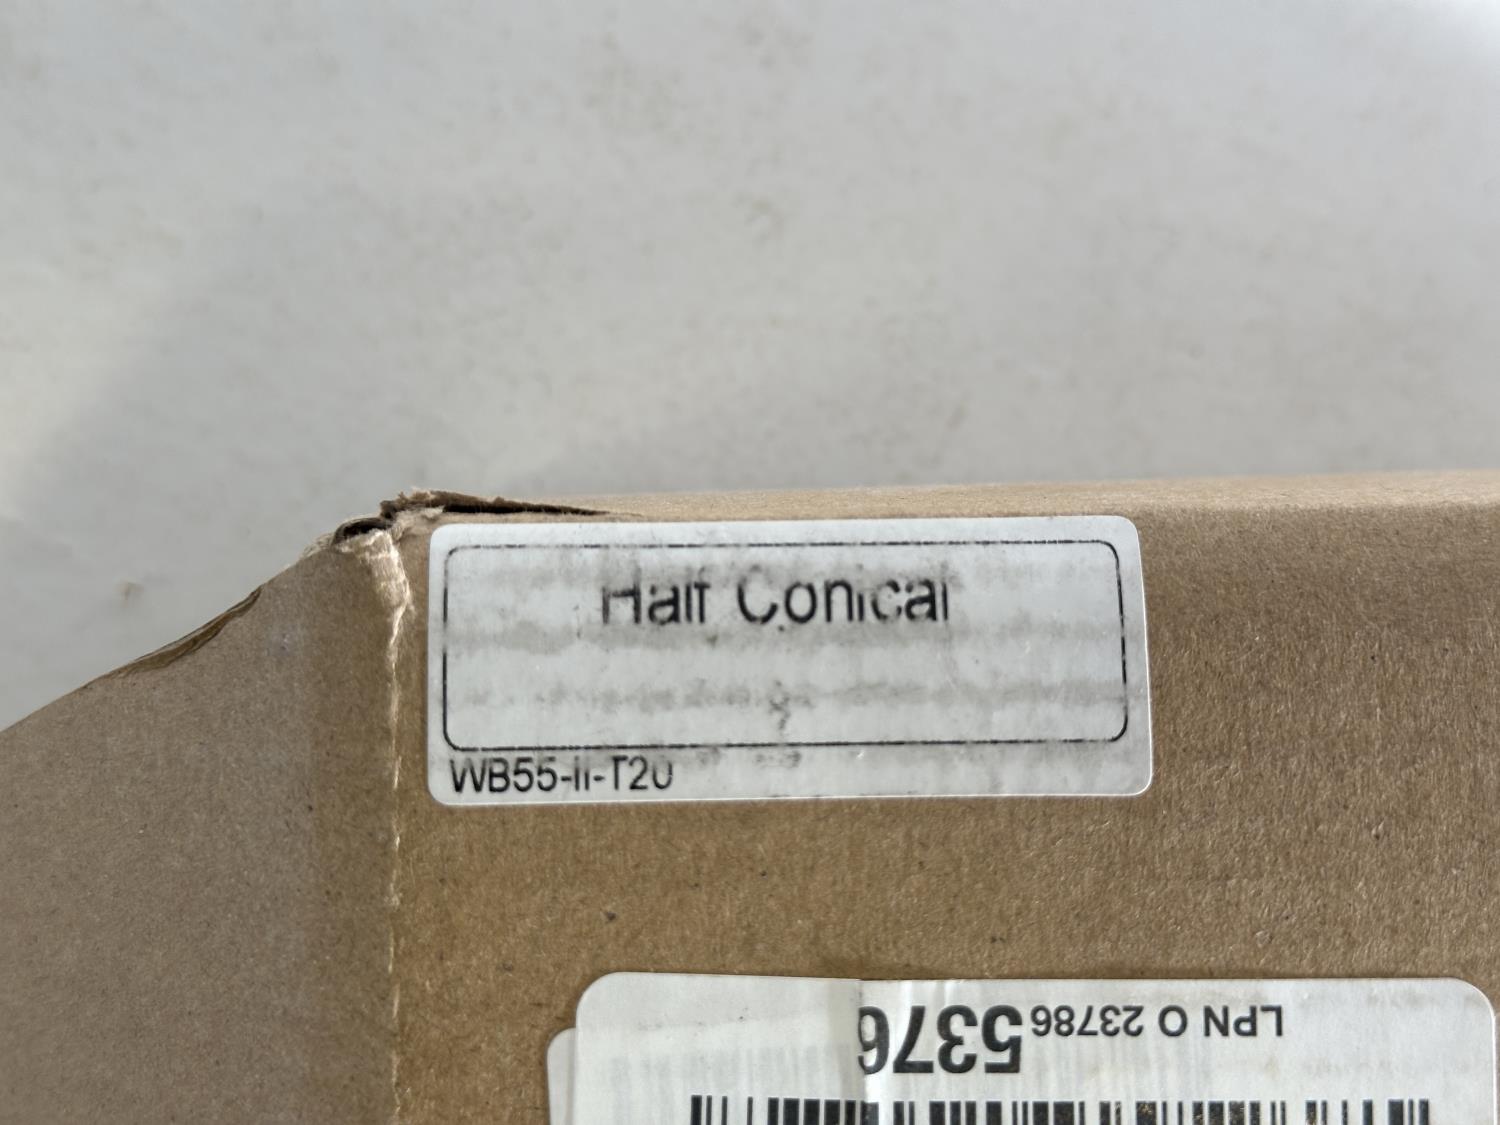 Half Conical
WB55-II-T20
LPN O 23786 5376